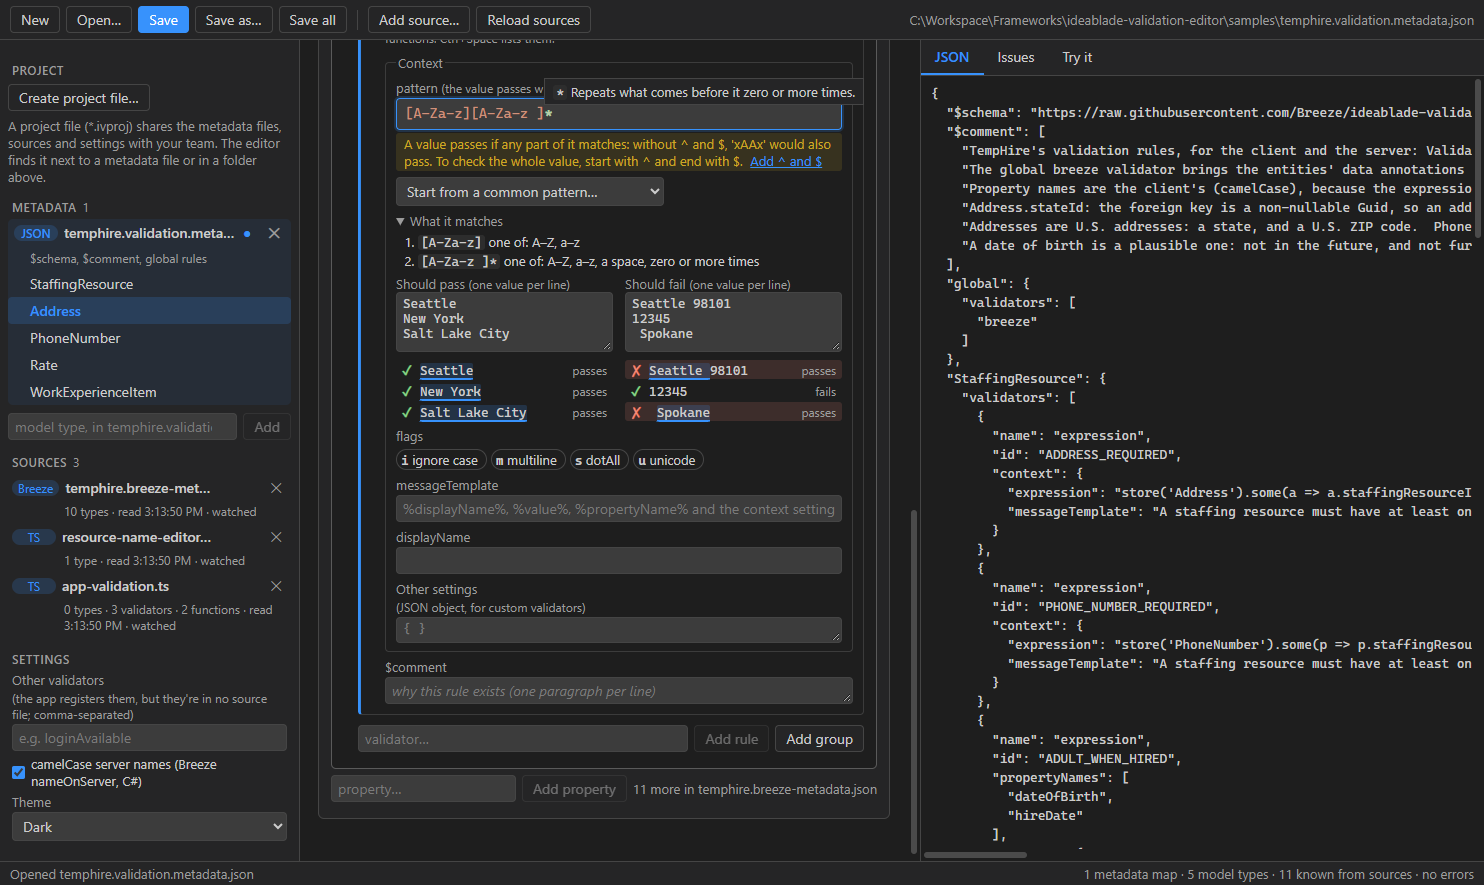 New Open... Save Save as... Save all Add source... Reload sources C:\Workspace\Frameworks\ideablade-validation-editor\samples\temphire.validation.metadata.json
PROJECT
Create project file...
A project file (*.ivproj) shares the metadata files,
sources and settings with your team. The editor
finds it next to a metadata file or in a folder
above.
METADATA 1
JSON temphire.validation.meta...
$schema, $comment, global rules
StaffingResource
Address
PhoneNumber
Rate
WorkExperienceItem
model type, in temphire.validati
Add
SOURCES 3
Breeze temphire.breeze-met...
10 types · read 3:13:50 PM · watched
TS resource-name-editor...
1 type · read 3:13:50 PM · watched
TS app-validation.ts
0 types · 3 validators · 2 functions · read
3:13:50 PM · watched
SETTINGS
Other validators
(the app registers them, but they're in no source
file; comma-separated)
e.g. loginAvailable
camelCase server names (Breeze
nameOnServer, C#)
Theme
Dark
functions. Ctrl+Space lists them.
Context
pattern (the value passes w
* Repeats what comes before it zero or more times.
[A-Za-z][A-Za-z ]*
A value passes if any part of it matches: without ^ and $, 'xAAx' would also
pass. To check the whole value, start with ^ and end with $. Add ^ and $
Start from a common pattern...
What it matches
1. [A-Za-z] one of: A–Z, a–z
2. [A-Za-z ]* one of: A–Z, a–z, a space, zero or more times
Should pass (one value per line)
Seattle
New York
Salt Lake City
✓ Seattle passes
✓ New York passes
✓ Salt Lake City passes
Should fail (one value per line)
Seattle 98101
12345
Spokane
✗ Seattle 98101 passes
✓ 12345 fails
✗ Spokane passes
flags
i ignore case m multiline s dotAll u unicode
messageTemplate
%displayName%, %value%, %propertyName% and the context setting
displayName
Other settings
(JSON object, for custom validators)
{ }
$comment
why this rule exists (one paragraph per line)
validator... Add rule Add group
property... Add property 11 more in temphire.breeze-metadata.json
JSON Issues Try it
{
"$schema": "https://raw.githubusercontent.com/Breeze/ideablade-valida
"$comment": [
"TempHire's validation rules, for the client and the server: Valida
"The global breeze validator brings the entities' data annotations
"Property names are the client's (camelCase), because the expressio
"Address.stateId: the foreign key is a non-nullable Guid, so an add
"Addresses are U.S. addresses: a state, and a U.S. ZIP code. Phone
"A date of birth is a plausible one: not in the future, and not fur
],
"global": {
"validators": [
"breeze"
]
},
"StaffingResource": {
"validators": [
{
"name": "expression",
"id": "ADDRESS_REQUIRED",
"context": {
"expression": "store('Address').some(a => a.staffingResourceI
"messageTemplate": "A staffing resource must have at least on
}
},
{
"name": "expression",
"id": "PHONE_NUMBER_REQUIRED",
"context": {
"expression": "store('PhoneNumber').some(p => p.staffingResou
"messageTemplate": "A staffing resource must have at least on
}
},
{
"name": "expression",
"id": "ADULT_WHEN_HIRED",
"propertyNames": [
"dateOfBirth",
"hireDate"
],
Opened temphire.validation.metadata.json
1 metadata map · 5 model types · 11 known from sources · no errors